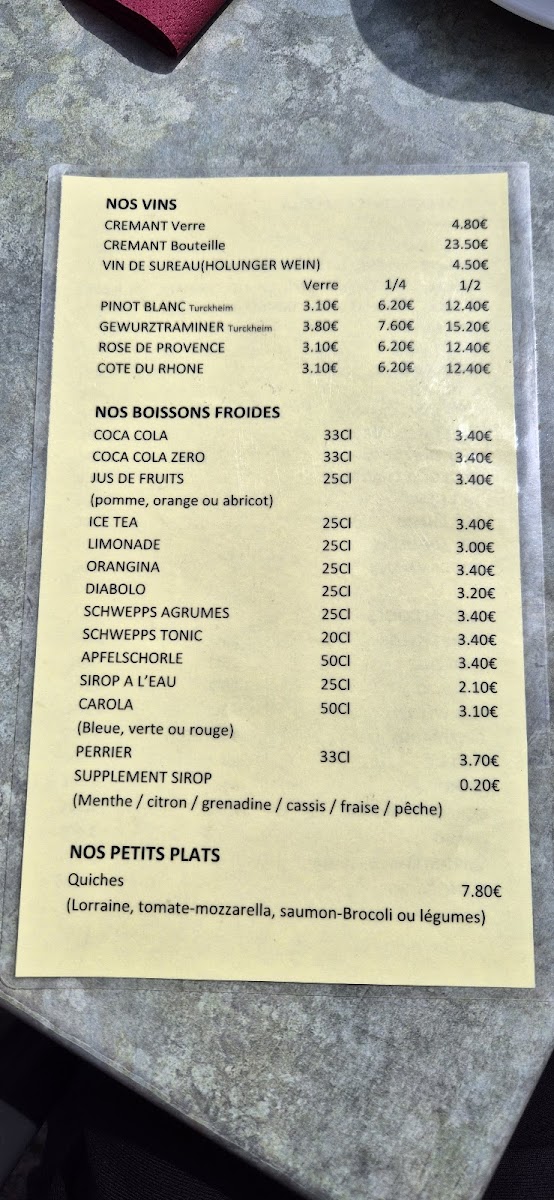 NOS VINS
CREMANT Verre 4.80€
CREMANT Bouteille 23.50€
VIN DE SUREAU(HOLUNGER WEIN) 4.50€
Verre 1/4 1/2
PINOT BLANC Turckheim 3.10€ 6.20€ 12.40€
GEWURZTRAMINER Turckheim 3.80€ 7.60€ 15.20€
ROSE DE PROVENCE 3.10€ 6.20€ 12.40€
COTE DU RHONE 3.10€ 6.20€ 12.40€
NOS BOISSONS FROIDES
COCA COLA 33Cl 3.40€
COCA COLA ZERO 33Cl 3.40€
JUS DE FRUITS 25Cl 3.40€
(pomme, orange ou abricot)
ICE TEA 25Cl 3.40€
LIMONADE 25Cl 3.00€
ORANGINA 25Cl 3.40€
DIABOLO 25Cl 3.20€
SCHWEPPS AGRUMES 25Cl 3.40€
SCHWEPPS TONIC 20Cl 3.40€
APFELSCHORLE 50Cl 3.40€
SIROP A L'EAU 25Cl 2.10€
CAROLA 50Cl 3.10€
(Bleue, verte ou rouge)
PERRIER 33Cl 3.70€
SUPPLEMENT SIROP 0.20€
(Menthe / citron / grenadine / cassis / fraise / pêche)
NOS PETITS PLATS
Quiches 7.80€
(Lorraine, tomate-mozzarella, saumon-Brocoli ou légumes)